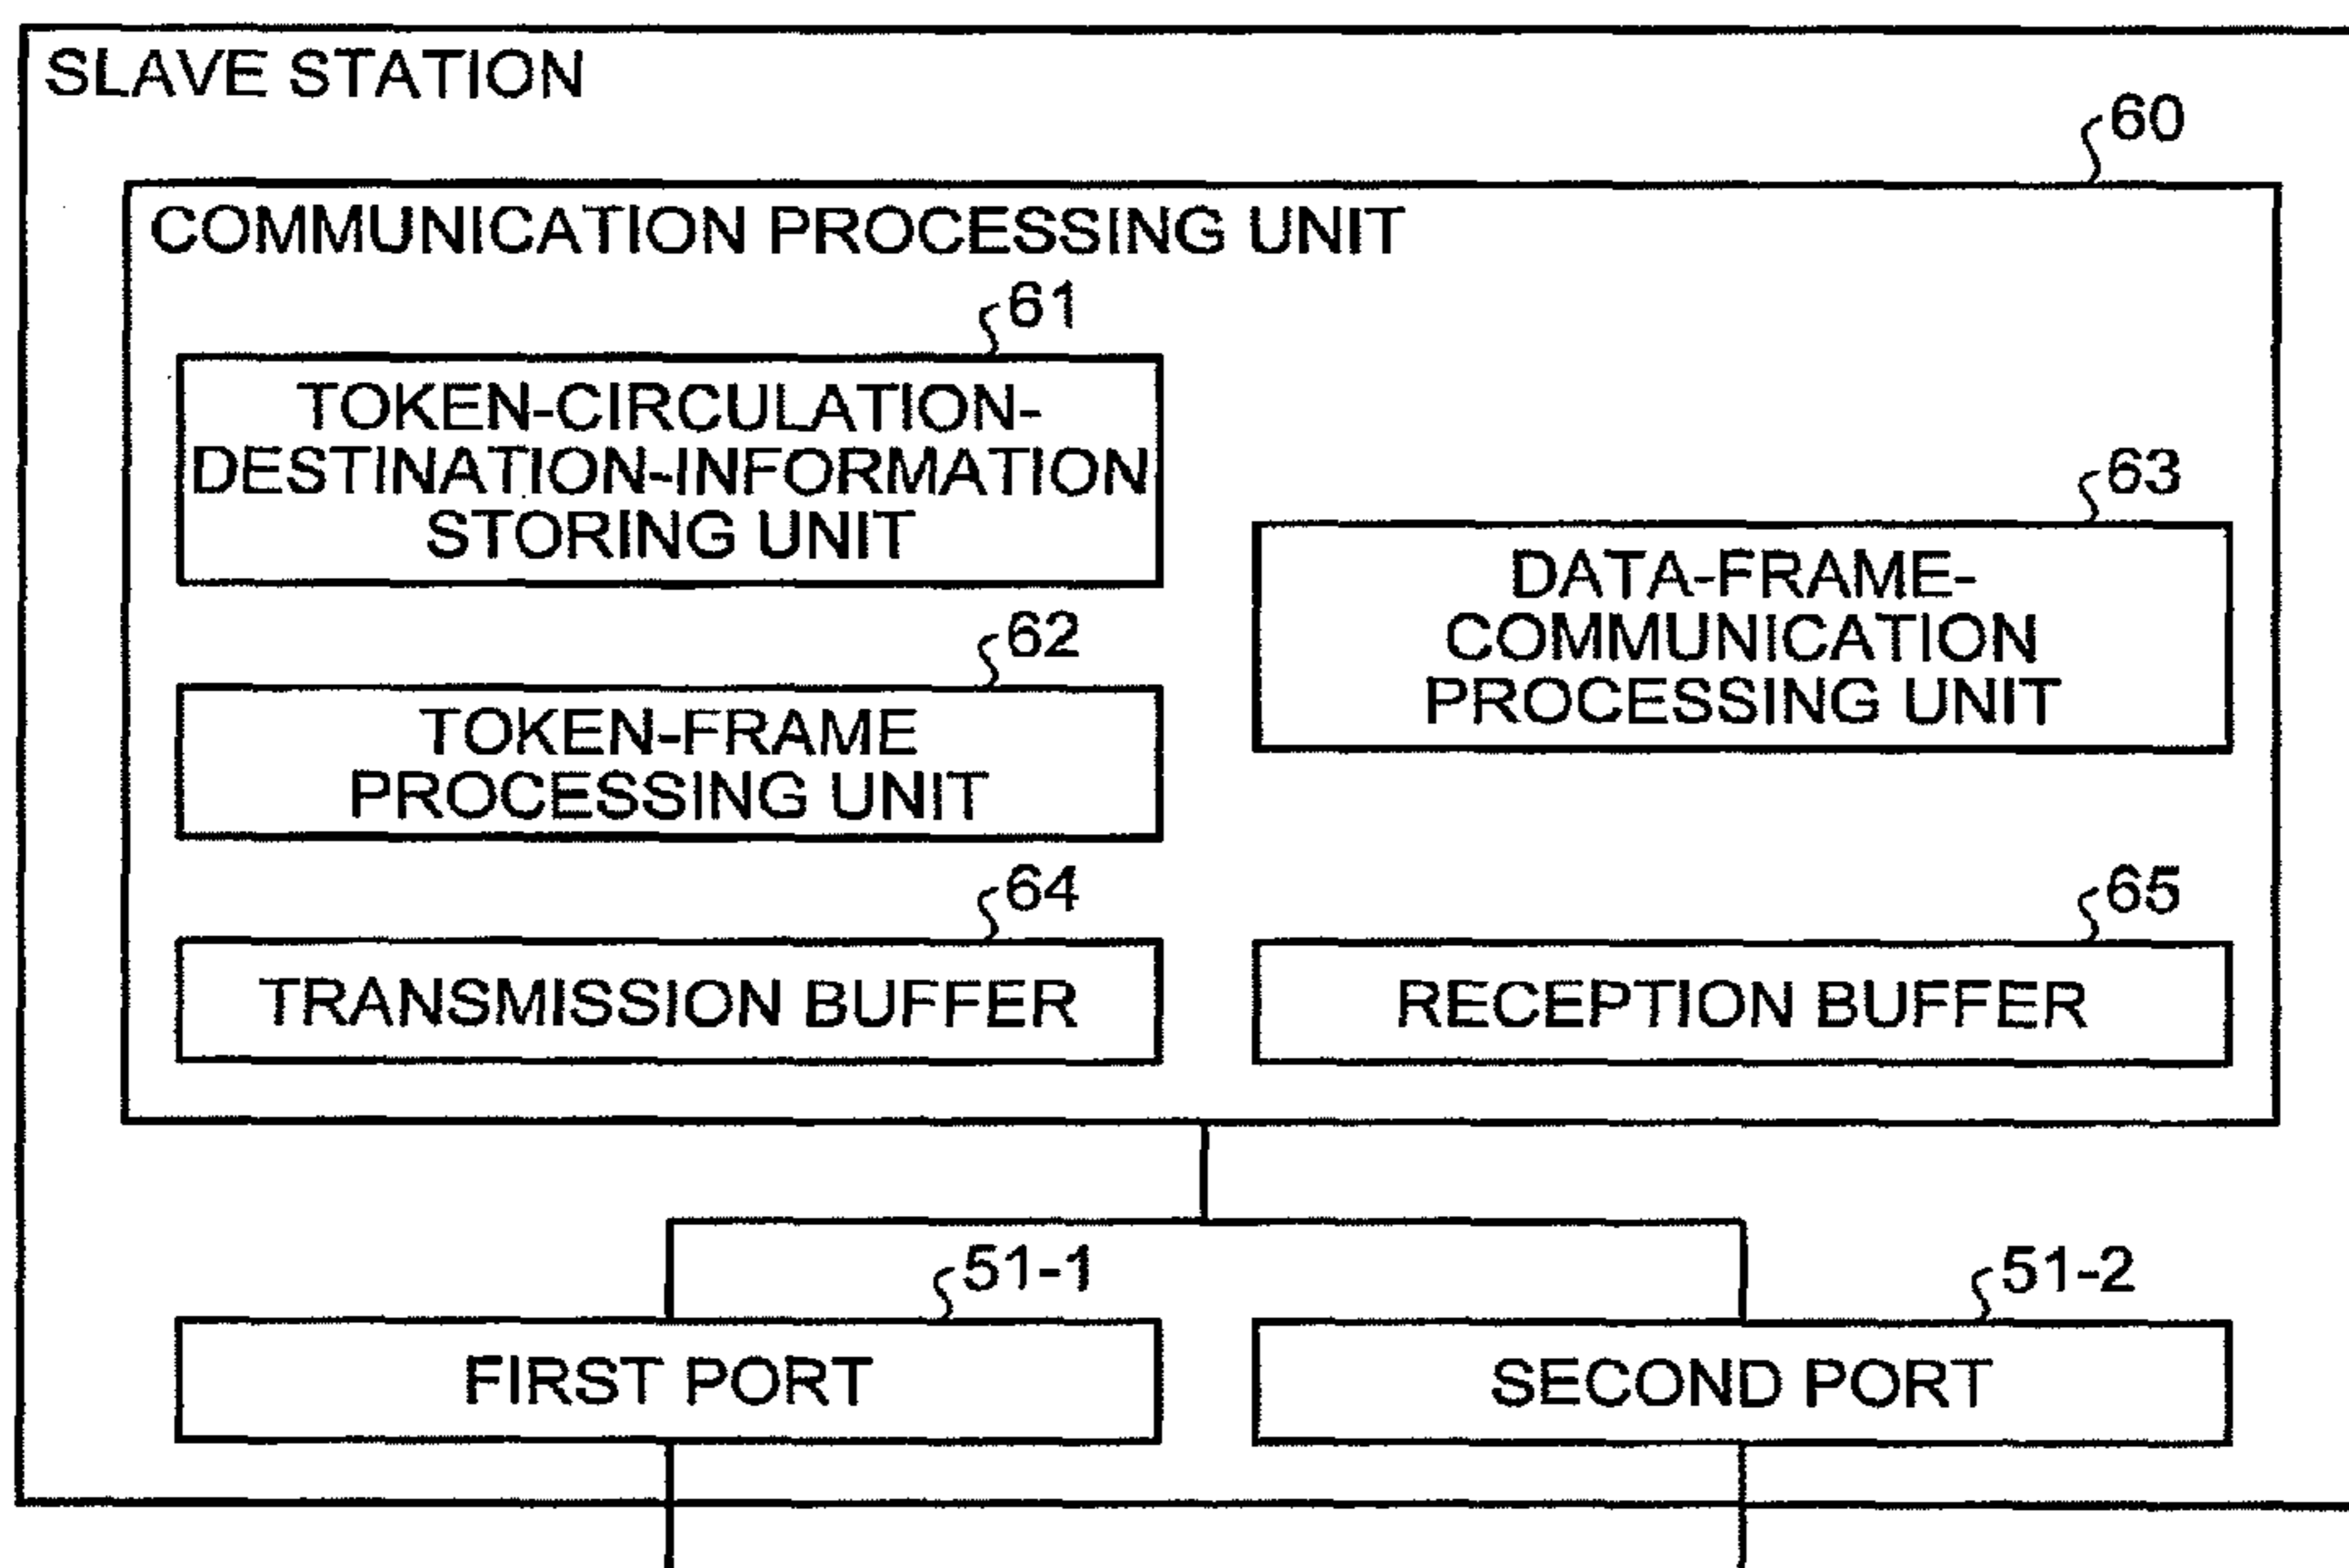 SLAVE STATION
60
COMMUNICATION PROCESSING UNIT
61
TOKEN-CIRCULATION-
DESTINATION-INFORMATION
STORING UNIT
63
DATA-FRAME-
COMMUNICATION
PROCESSING UNIT
62
TOKEN-FRAME
PROCESSING UNIT
64
TRANSMISSION BUFFER
65
RECEPTION BUFFER
51-1
FIRST PORT
51-2
SECOND PORT